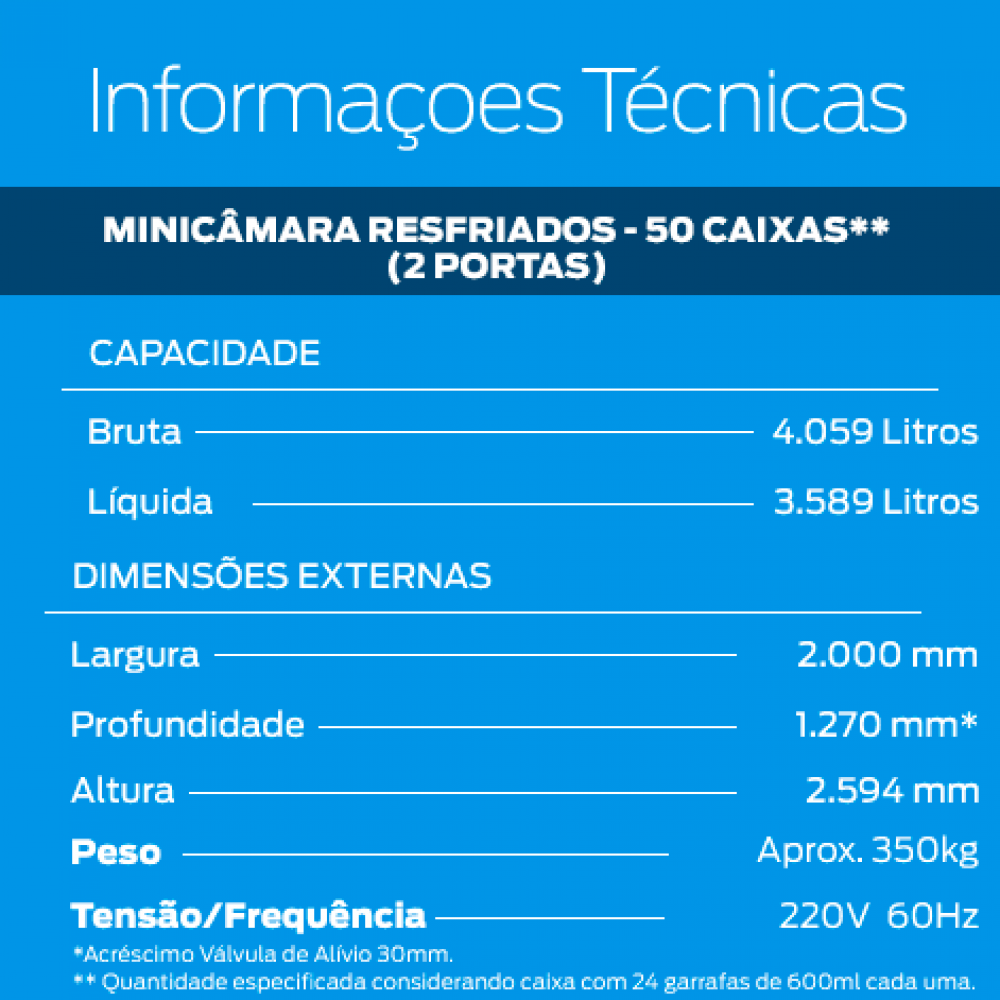 Informaçoes Técnicas
MINICÂMARA RESFRIADOS - 50 CAIXAS**
(2 PORTAS)
CAPACIDADE
Bruta 4.059 Litros
Líquida 3.589 Litros
DIMENSÕES EXTERNAS
Largura 2.000 mm
Profundidade 1.270 mm*
Altura 2.594 mm
Peso Aprox. 350kg
Tensão/Frequência 220V 60Hz
*Acréscimo Válvula de Alívio 30mm.
** Quantidade especificada considerando caixa com 24 garrafas de 600ml cada uma.